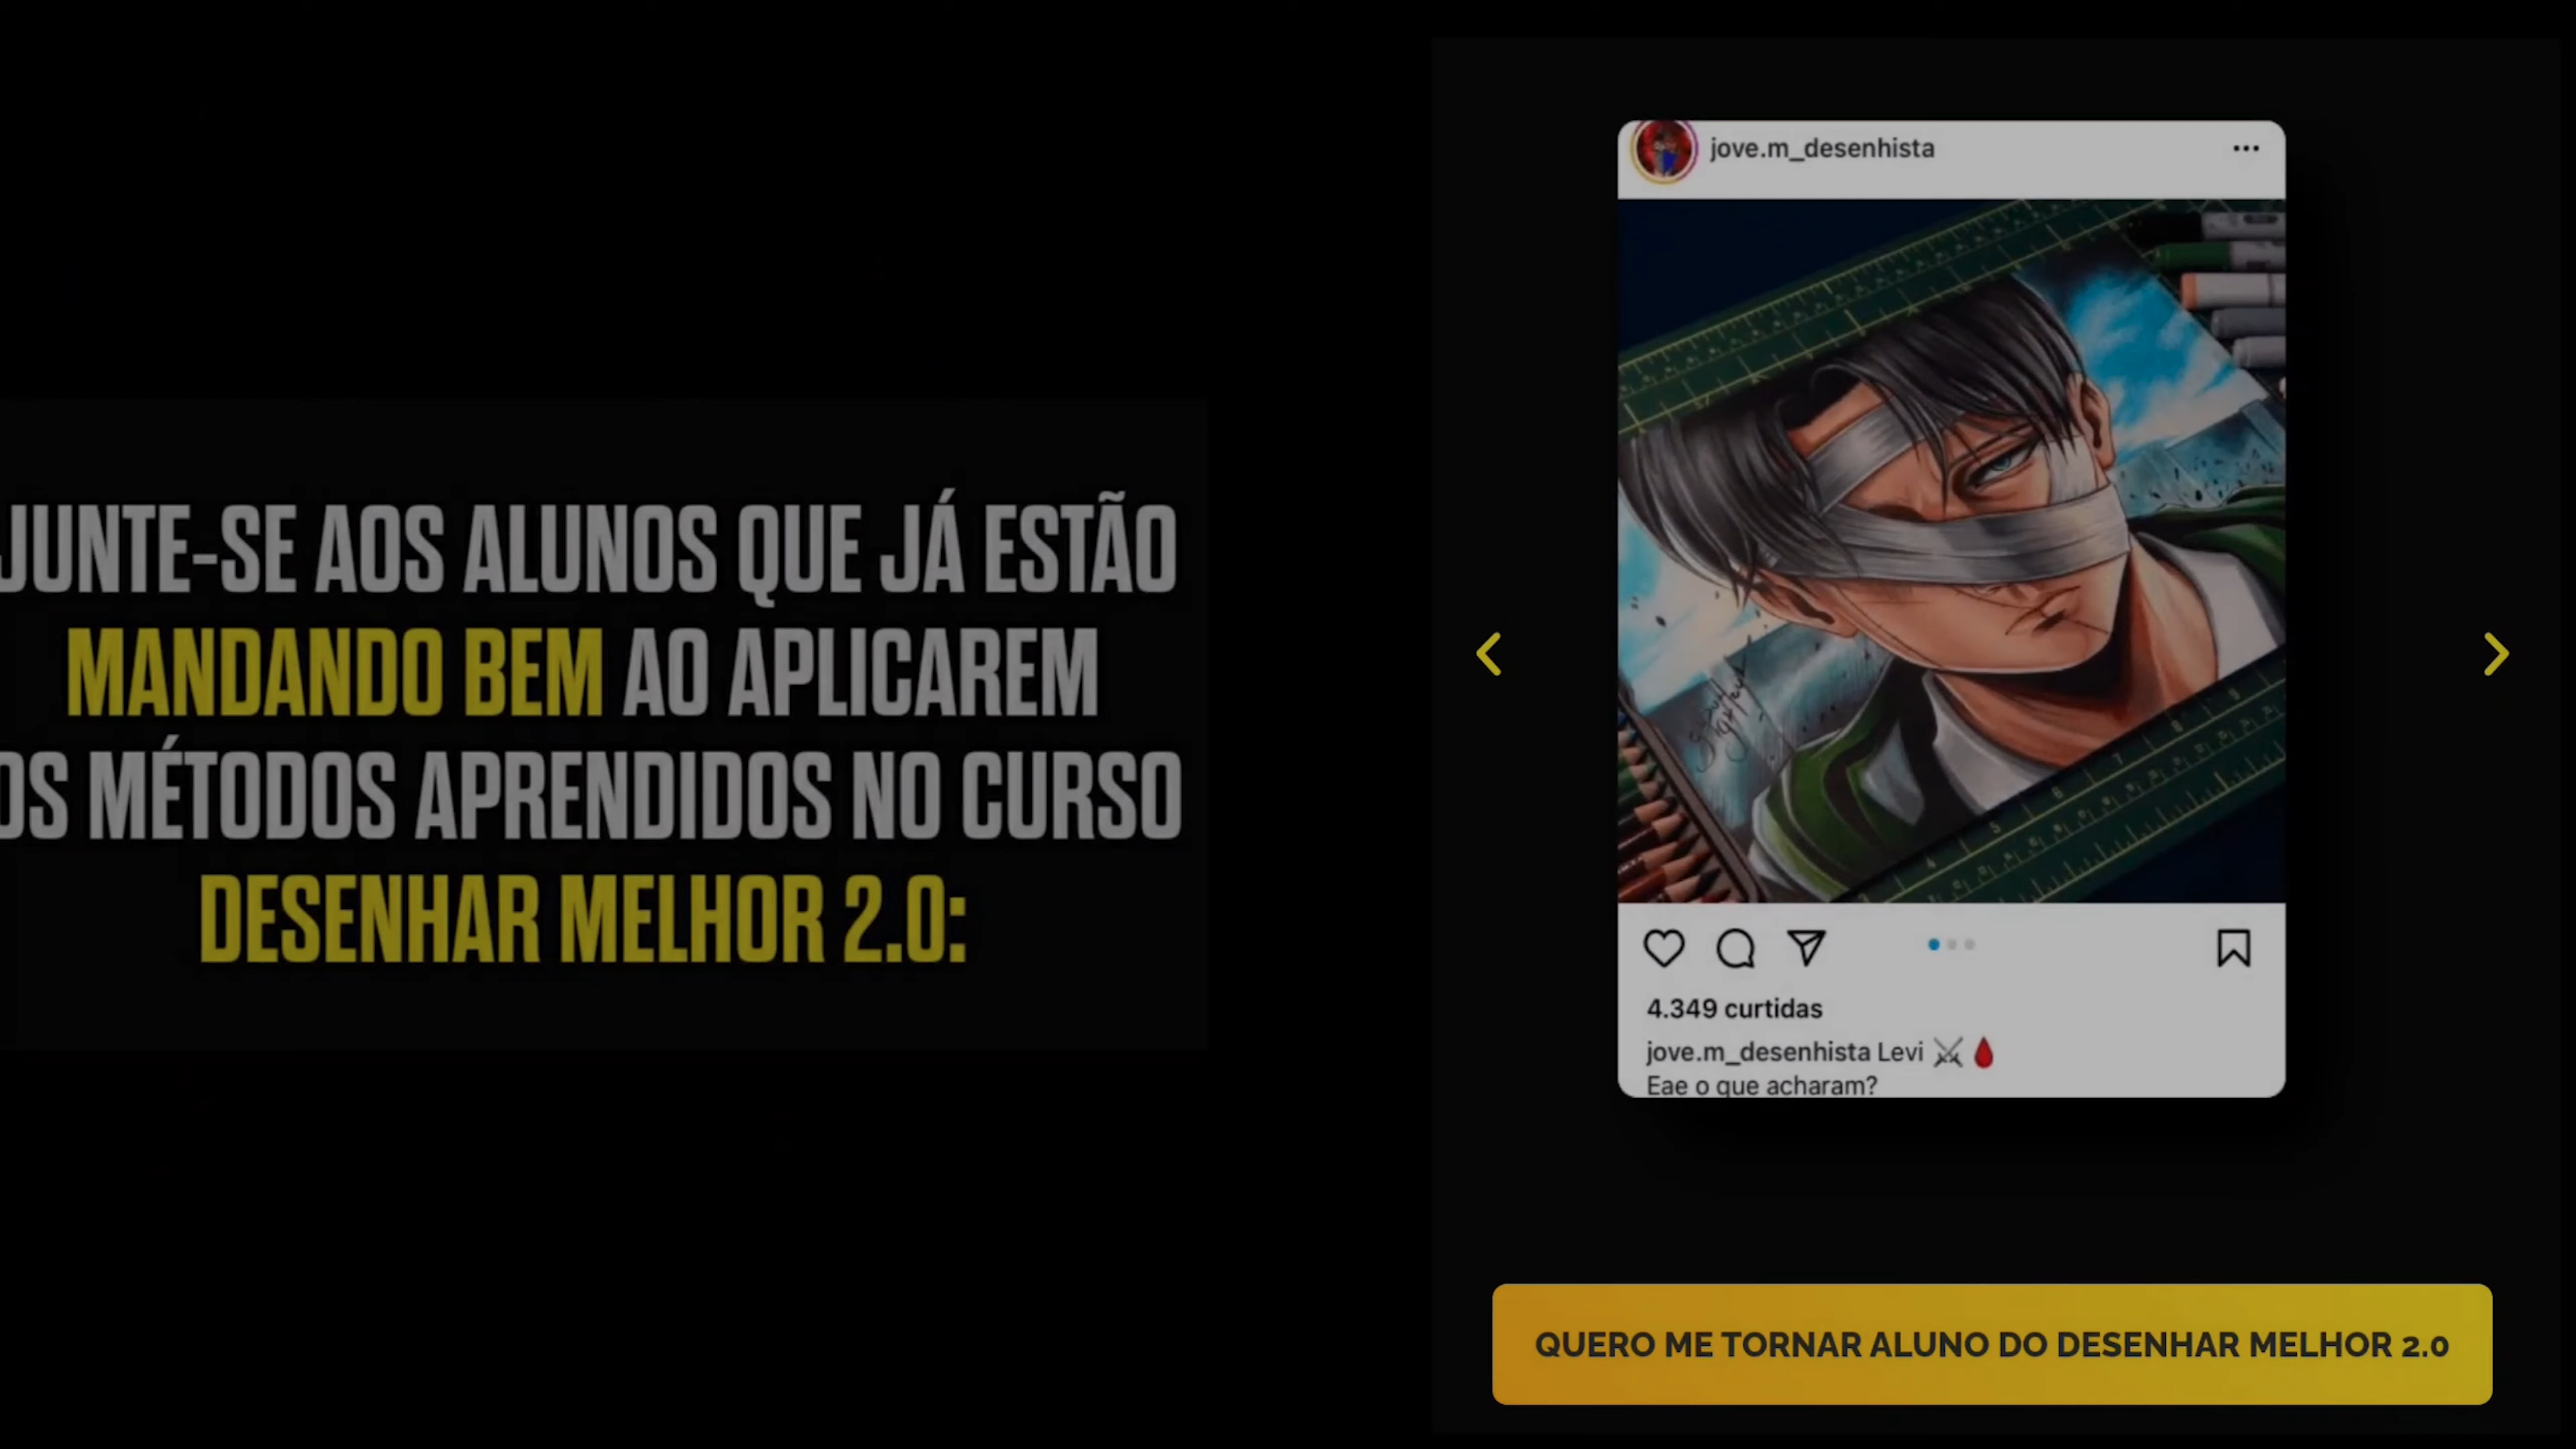 JUNTE-SE AOS ALUNOS QUE JÁ ESTÃO
MANDANDO BEM AO APLICAREM
OS MÉTODOS APRENDIDOS NO CURSO
DESENHAR MELHOR 2.0:
jove.m_desenhista
4.349 curtidas
jove.m_desenhista Levi ⚔️🩸
Eae o que acharam?
QUERO ME TORNAR ALUNO DO DESENHAR MELHOR 2.0